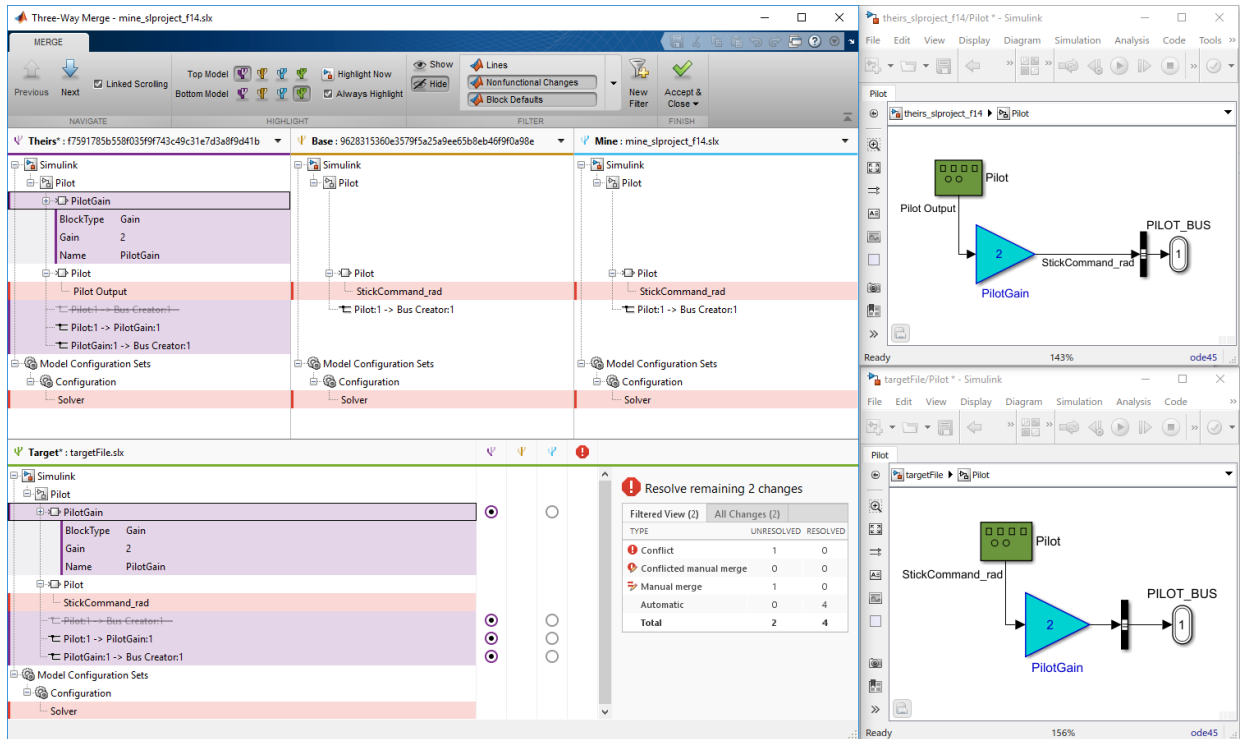 Three-Way Merge - mine_slproject_f14.slx
MERGE
Previous Next
Linked Scrolling
NAVIGATE
Top Model
Bottom Model
Highlight Now
Always Highlight
HIGHLIGHT
Show
Hide
Lines
Nonfunctional Changes
Block Defaults
FILTER
New Filter
Accept & Close
FINISH
Theirs* : f7591785b558f035f9f743c49c31e7d3a8f9d41b
Simulink
Pilot
PilotGain
BlockType Gain
Gain 2
Name PilotGain
Pilot
Pilot Output
Pilot:1 -> Bus Creator:1
Pilot:1 -> PilotGain:1
PilotGain:1 -> Bus Creator:1
Model Configuration Sets
Configuration
Solver
Base : 9628315360e3579f5a25a9ee65b8eb46f9f0a98e
Simulink
Pilot
Pilot
StickCommand_rad
Pilot:1 -> Bus Creator:1
Model Configuration Sets
Configuration
Solver
Mine : mine_slproject_f14.slx
Simulink
Pilot
Pilot
StickCommand_rad
Pilot:1 -> Bus Creator:1
Model Configuration Sets
Configuration
Solver
Target* : targetFile.slx
Simulink
Pilot
PilotGain
BlockType Gain
Gain 2
Name PilotGain
Pilot
StickCommand_rad
Pilot:1 -> Bus Creator:1
Pilot:1 -> PilotGain:1
PilotGain:1 -> Bus Creator:1
Model Configuration Sets
Configuration
Solver
Resolve remaining 2 changes
Filtered View (2) All Changes (2)
TYPE UNRESOLVED RESOLVED
Conflict 1 0
Conflicted manual merge 0 0
Manual merge 1 0
Automatic 0 4
Total 2 4
theirs_slproject_f14/Pilot * - Simulink
File Edit View Display Diagram Simulation Analysis Code Tools »
Pilot
theirs_slproject_f14 Pilot
Pilot
Pilot Output
PILOT_BUS
2
StickCommand_rad
1
PilotGain
Ready 143% ode45
targetFile/Pilot * - Simulink
File Edit View Display Diagram Simulation Analysis Code »
Pilot
targetFile Pilot
Pilot
StickCommand_rad
PILOT_BUS
2
1
PilotGain
Ready 156% ode45